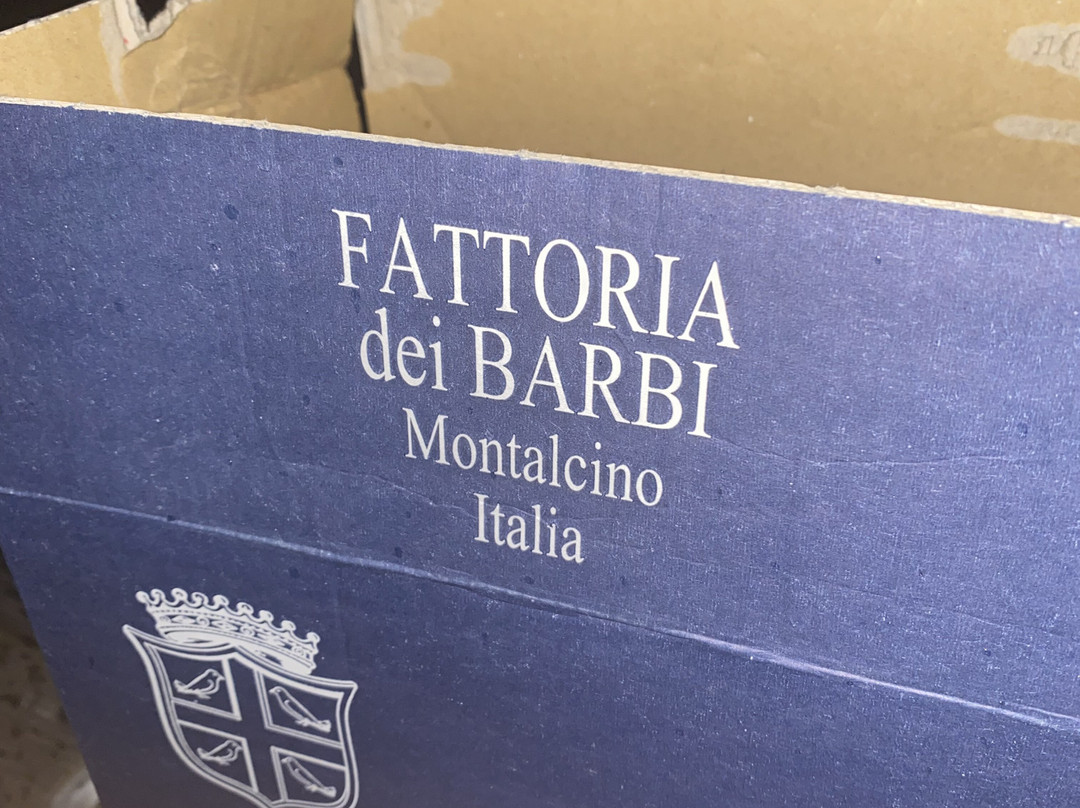 FATTORIA
dei BARBI
Montalcino
Italia